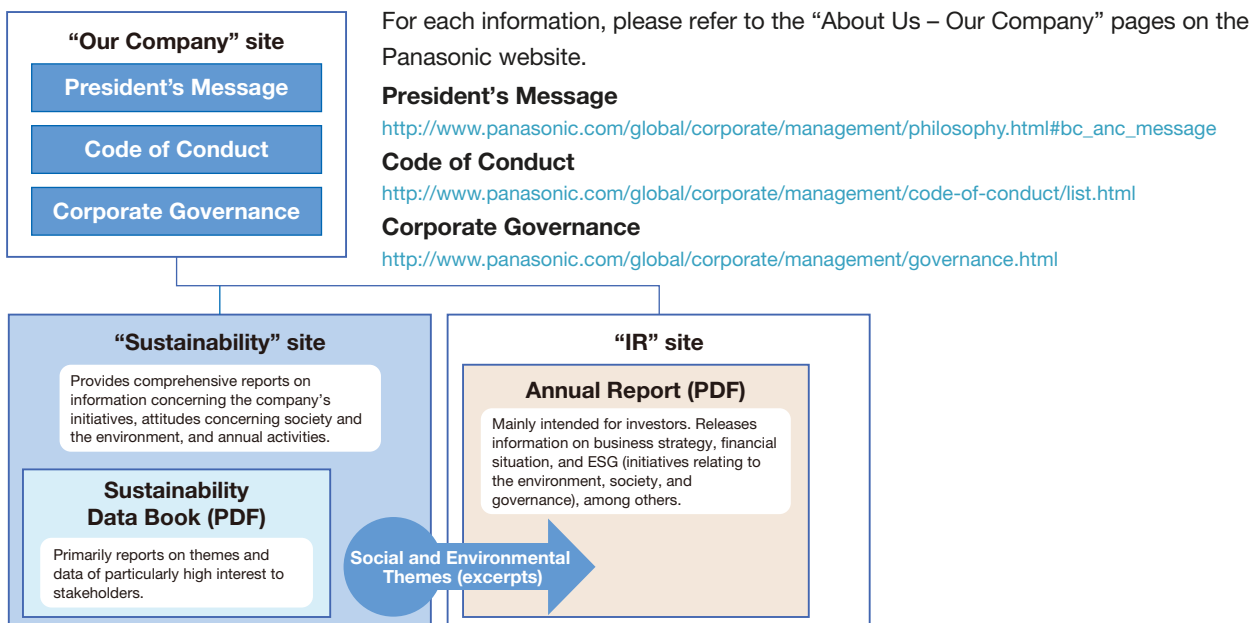 “Our Company” site
President’s Message
Code of Conduct
Corporate Governance
For each information, please refer to the “About Us – Our Company” pages on the
Panasonic website.
President’s Message
http://www.panasonic.com/global/corporate/management/philosophy.html#bc_anc_message
Code of Conduct
http://www.panasonic.com/global/corporate/management/code-of-conduct/list.html
Corporate Governance
http://www.panasonic.com/global/corporate/management/governance.html
“Sustainability” site
Provides comprehensive reports on
information concerning the company’s
initiatives, attitudes concerning society and
the environment, and annual activities.
Sustainability
Data Book (PDF)
Primarily reports on themes and
data of particularly high interest to
stakeholders.
Social and Environmental
Themes (excerpts)
“IR” site
Annual Report (PDF)
Mainly intended for investors. Releases
information on business strategy, financial
situation, and ESG (initiatives relating to
the environment, society, and
governance), among others.